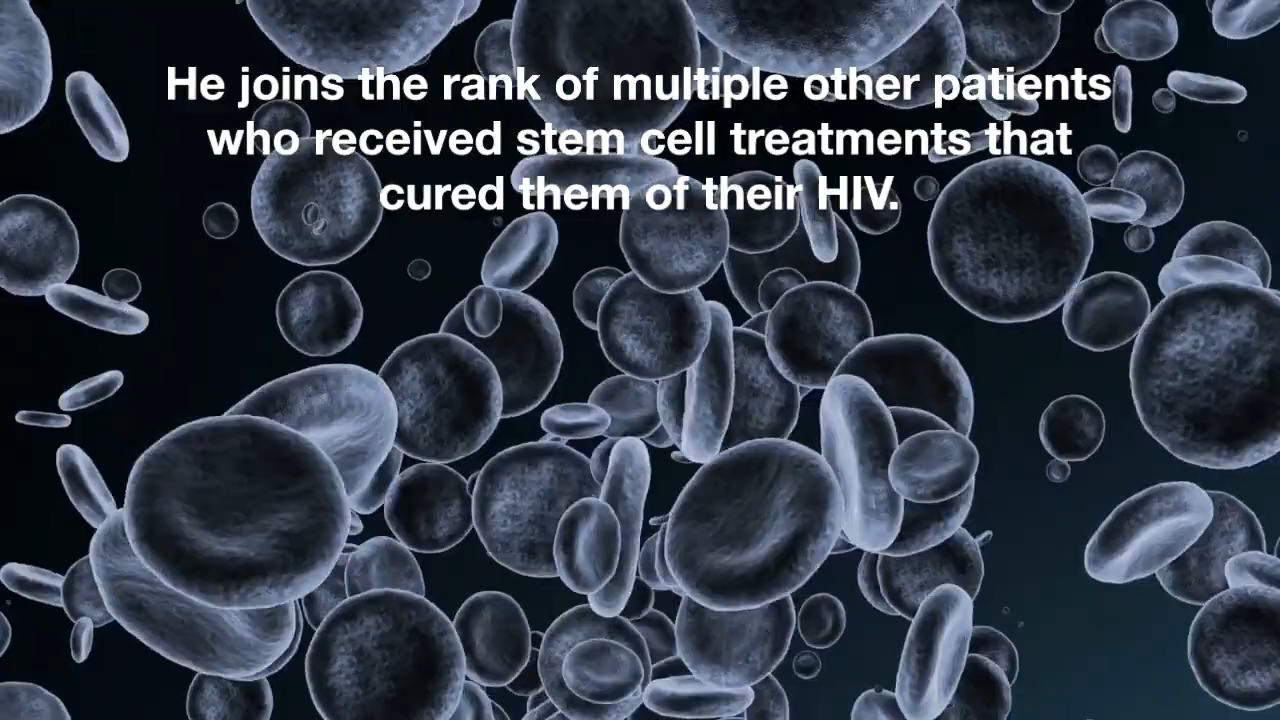 He joins the rank of multiple other patients
who received stem cell treatments that
cured them of their HIV.